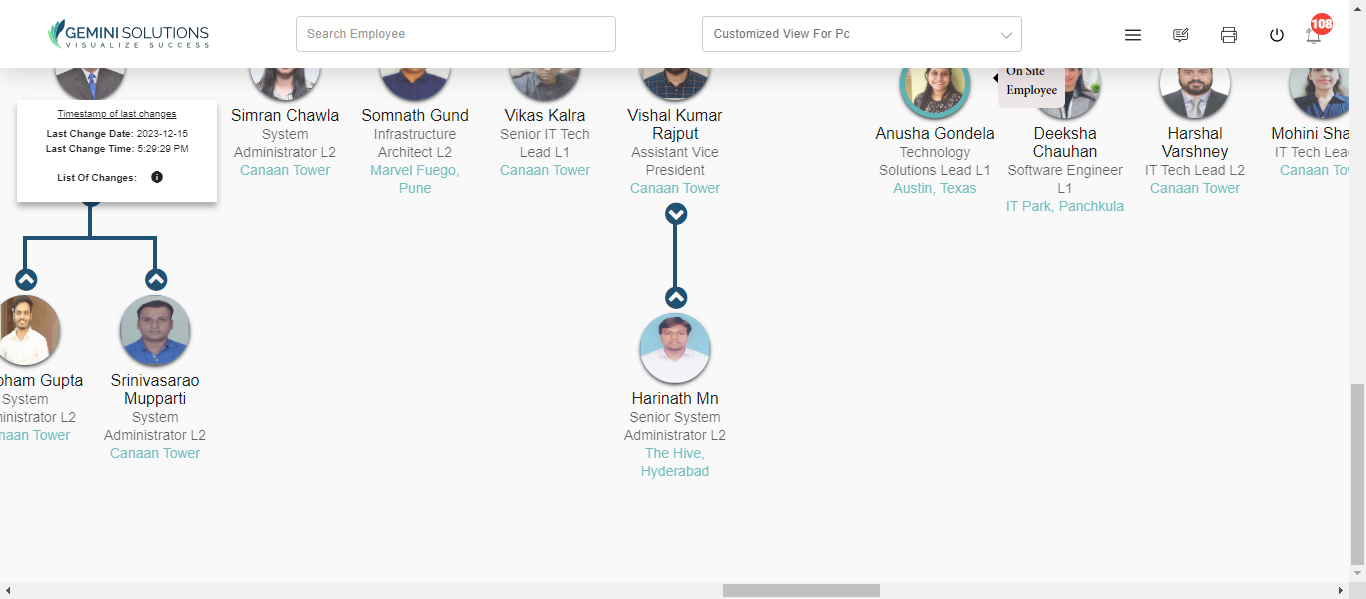 GEMINI SOLUTIONS
VISUALIZE SUCCESS
Search Employee
Customized View For Pc
108
Timestamp of last changes
Last Change Date: 2023-12-15
Last Change Time: 5:29:29 PM
List Of Changes:
Simran Chawla
System
Administrator L2
Canaan Tower
Somnath Gund
Infrastructure
Architect L2
Marvel Fuego,
Pune
Vikas Kalra
Senior IT Tech
Lead L1
Canaan Tower
Vishal Kumar
Rajput
Assistant Vice
President
Canaan Tower
Anusha Gondela
Technology
Solutions Lead L1
Austin, Texas
On Site
Employee
Deeksha
Chauhan
Software Engineer
L1
IT Park, Panchkula
Harshal
Varshney
IT Tech Lead L2
Canaan Tower
Mohini Sha
IT Tech Lea
Canaan To
oham Gupta
System
ministrator L2
naan Tower
Srinivasarao
Mupparti
System
Administrator L2
Canaan Tower
Harinath Mn
Senior System
Administrator L2
The Hive,
Hyderabad